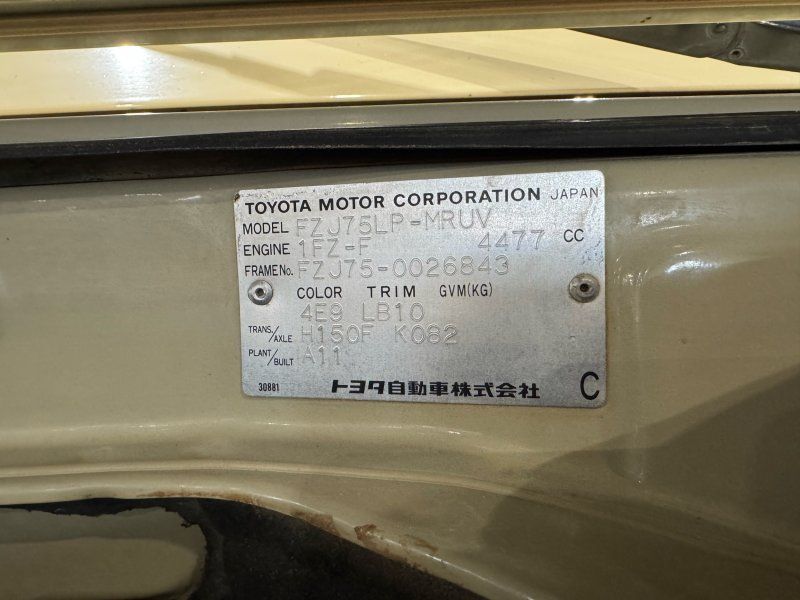 TOYOTA MOTOR CORPORATION JAPAN
MODEL FZJ75LP-MRUV
ENGINE 1FZ-F 4477 CC
FRAME No. FZJ75-0026843
COLOR TRIM GVM(KG)
4E9 LB10
TRANS./AXLE H150F K082
PLANT/BUILT A11
30881 トヨタ自動車株式会社 C